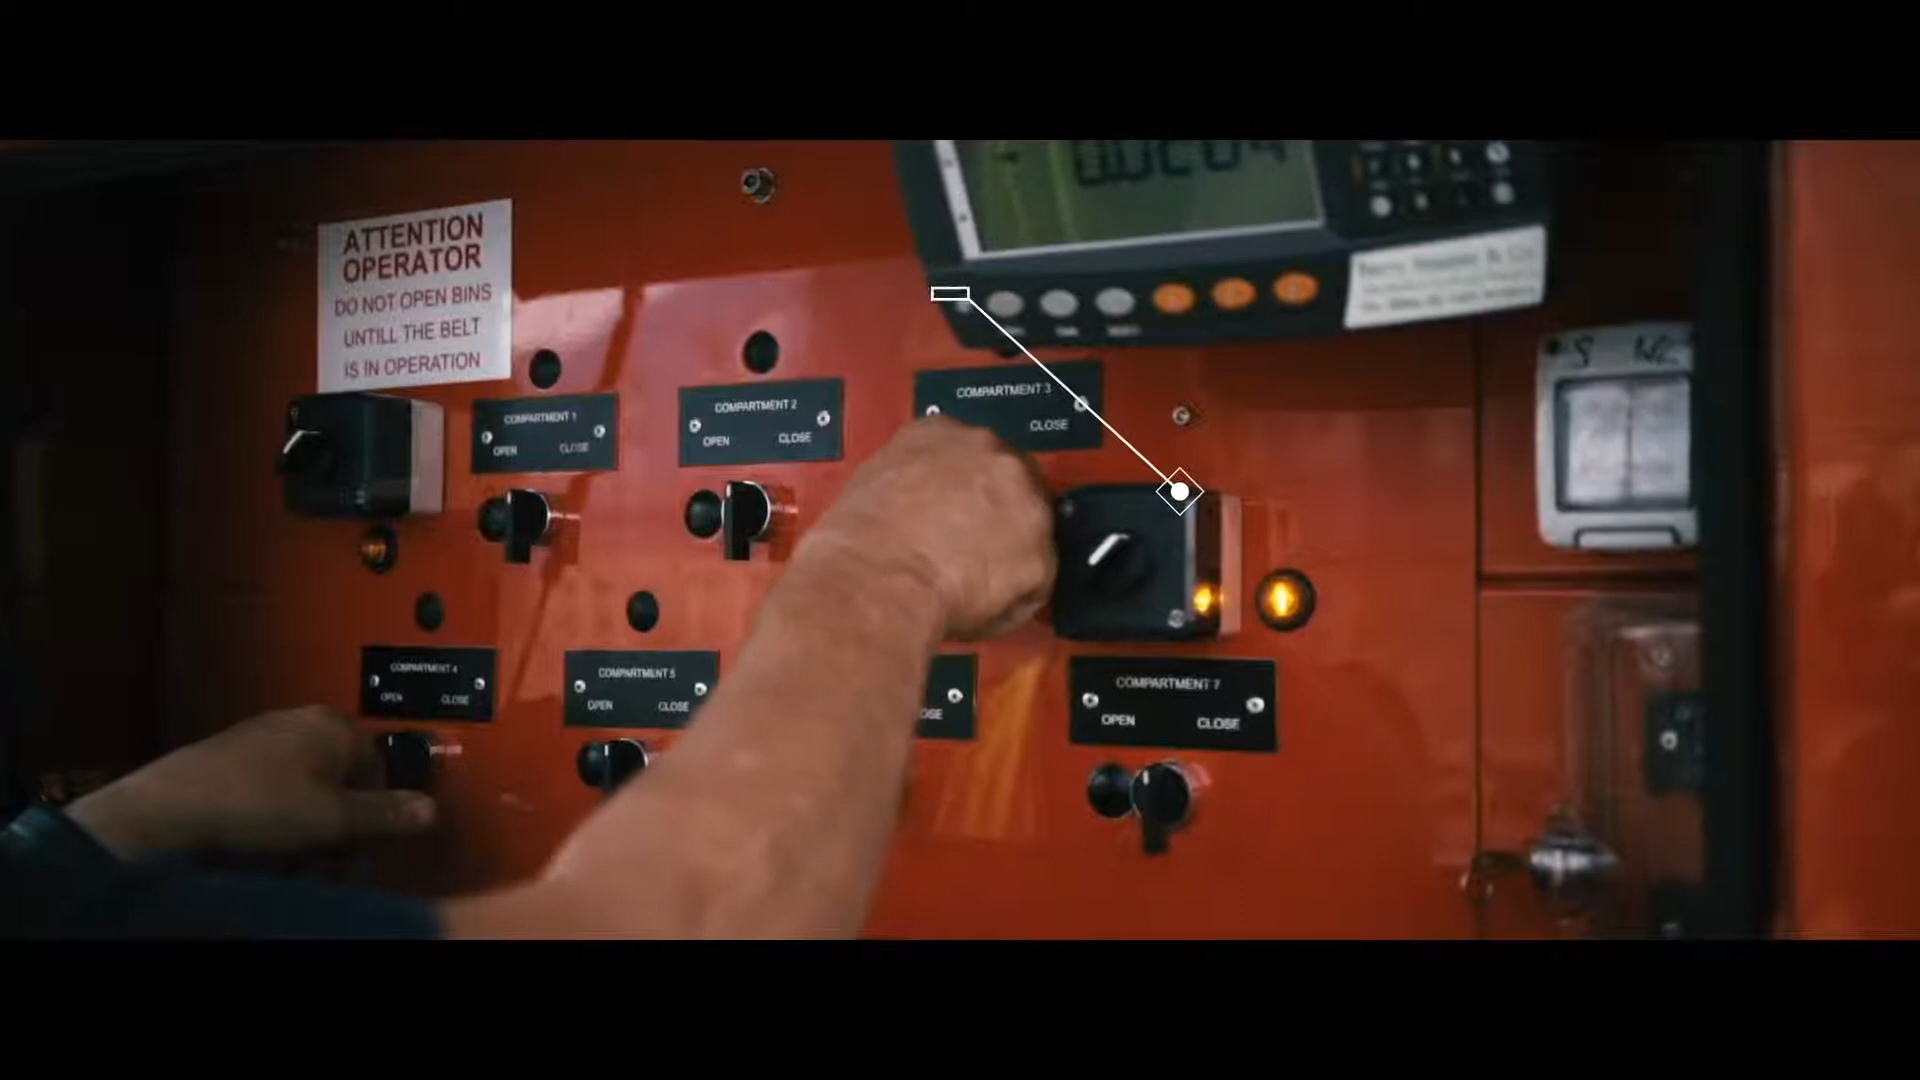 ATTENTION
OPERATOR
DO NOT OPEN BINS
UNTILL THE BELT
IS IN OPERATION
COMPARTMENT 1
OPEN CLOSE
COMPARTMENT 2
OPEN CLOSE
COMPARTMENT 3
CLOSE
COMPARTMENT 4
OPEN CLOSE
COMPARTMENT 5
OPEN CLOSE
COMPARTMENT 7
OPEN CLOSE